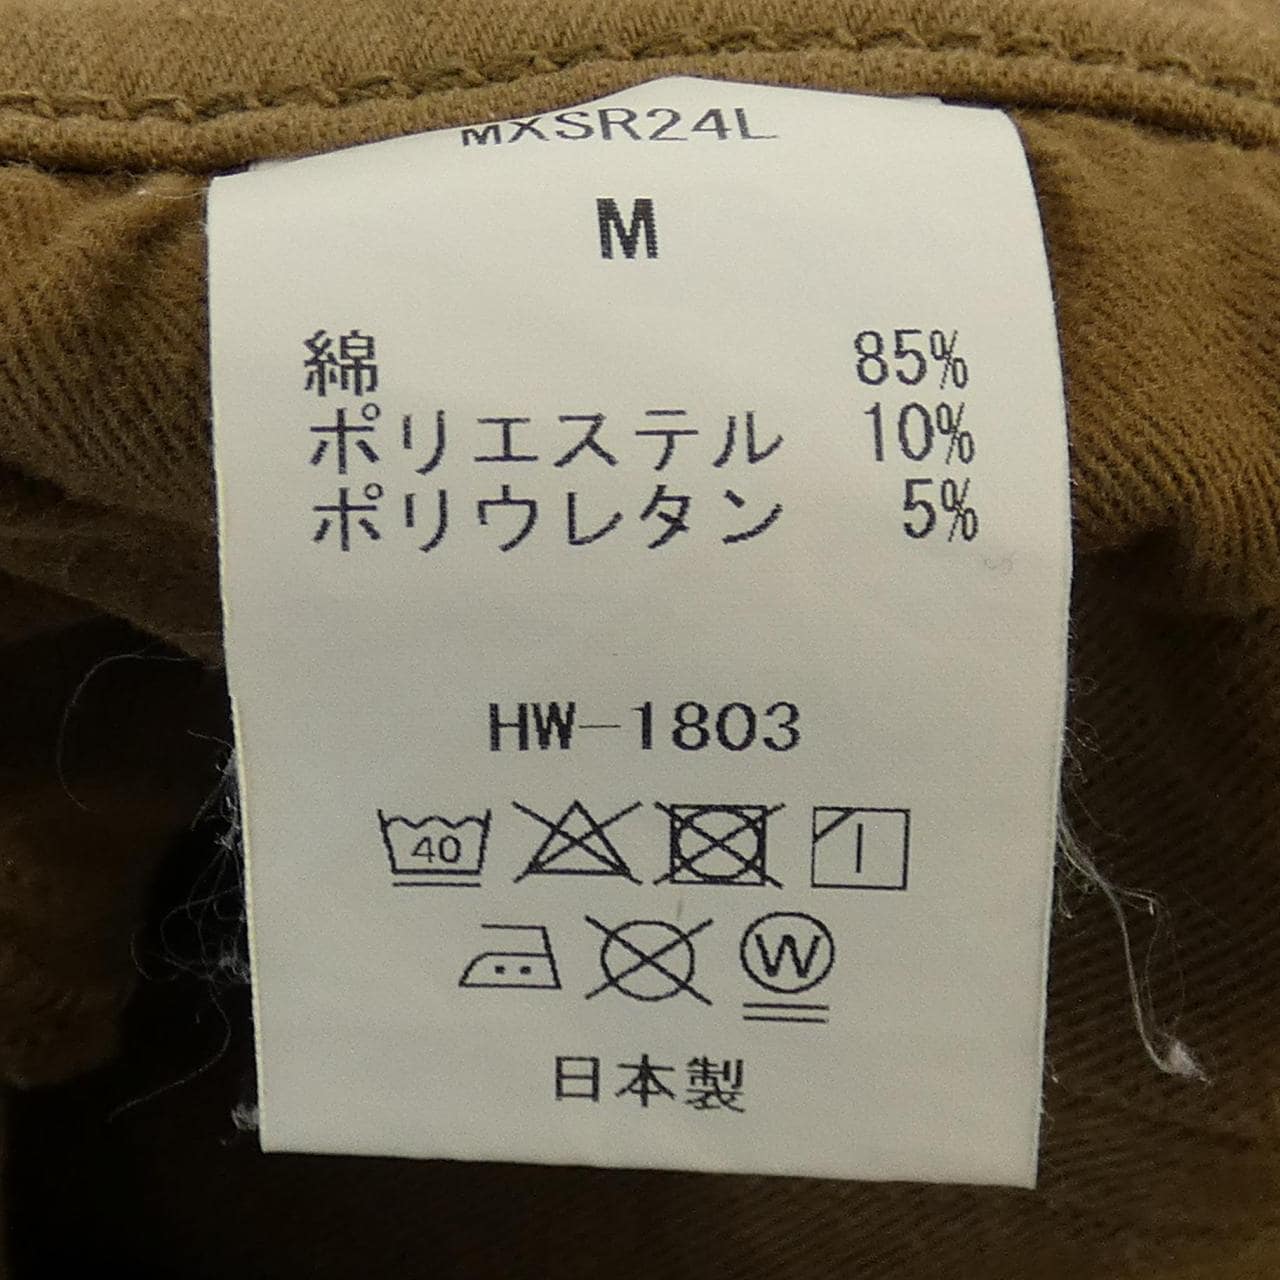 MXSR24L
M
綿 85%
ポリエステル 10%
ポリウレタン 5%
HW-1803
40
W
日本製